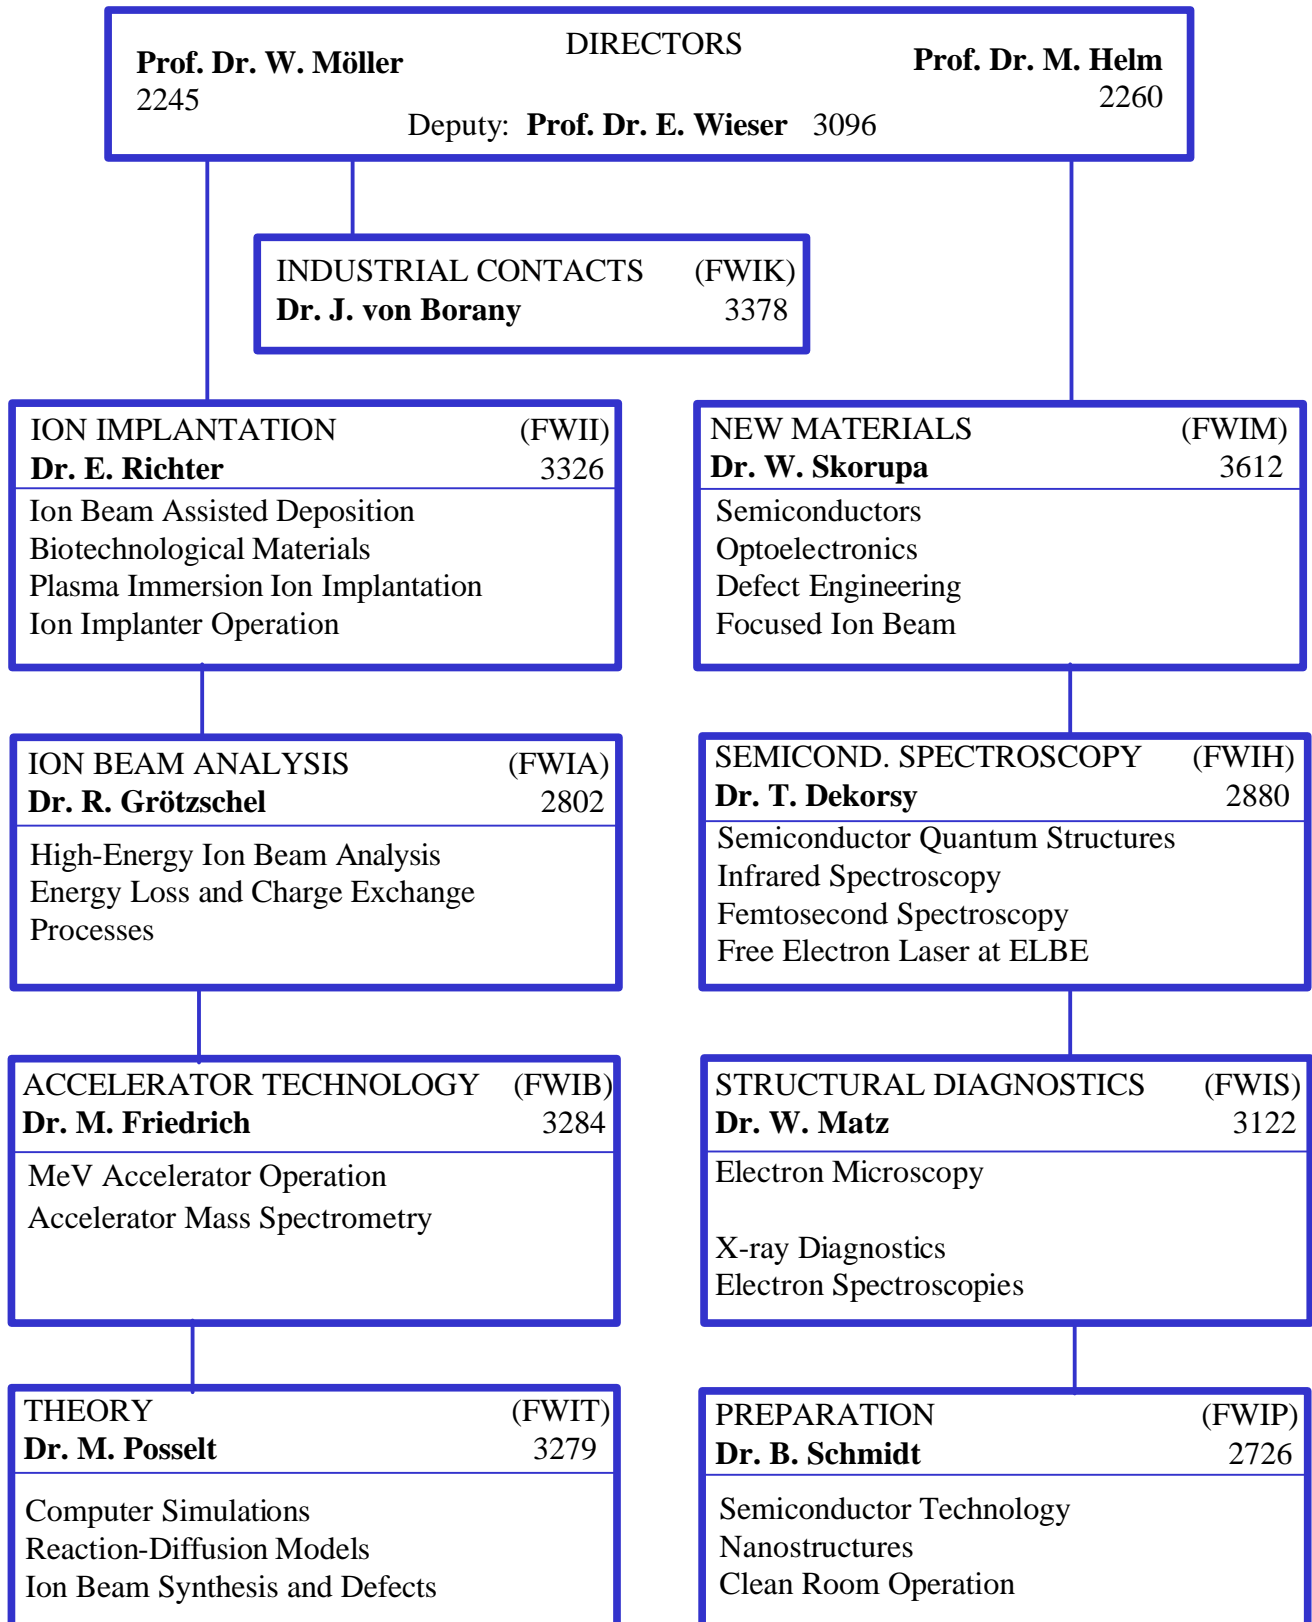 DIRECTORS
Prof. Dr. W. Möller
2245
Prof. Dr. M. Helm
2260
Deputy: Prof. Dr. E. Wieser 3096
INDUSTRIAL CONTACTS (FWIK)
Dr. J. von Borany 3378
ION IMPLANTATION (FWII)
Dr. E. Richter 3326
Ion Beam Assisted Deposition
Biotechnological Materials
Plasma Immersion Ion Implantation
Ion Implanter Operation
NEW MATERIALS (FWIM)
Dr. W. Skorupa 3612
Semiconductors
Optoelectronics
Defect Engineering
Focused Ion Beam
ION BEAM ANALYSIS (FWIA)
Dr. R. Grötzschel 2802
High-Energy Ion Beam Analysis
Energy Loss and Charge Exchange
Processes
SEMICOND. SPECTROSCOPY (FWIH)
Dr. T. Dekorsy 2880
Semiconductor Quantum Structures
Infrared Spectroscopy
Femtosecond Spectroscopy
Free Electron Laser at ELBE
ACCELERATOR TECHNOLOGY (FWIB)
Dr. M. Friedrich 3284
MeV Accelerator Operation
Accelerator Mass Spectrometry
STRUCTURAL DIAGNOSTICS (FWIS)
Dr. W. Matz 3122
Electron Microscopy
X-ray Diagnostics
Electron Spectroscopies
THEORY (FWIT)
Dr. M. Posselt 3279
Computer Simulations
Reaction-Diffusion Models
Ion Beam Synthesis and Defects
PREPARATION (FWIP)
Dr. B. Schmidt 2726
Semiconductor Technology
Nanostructures
Clean Room Operation